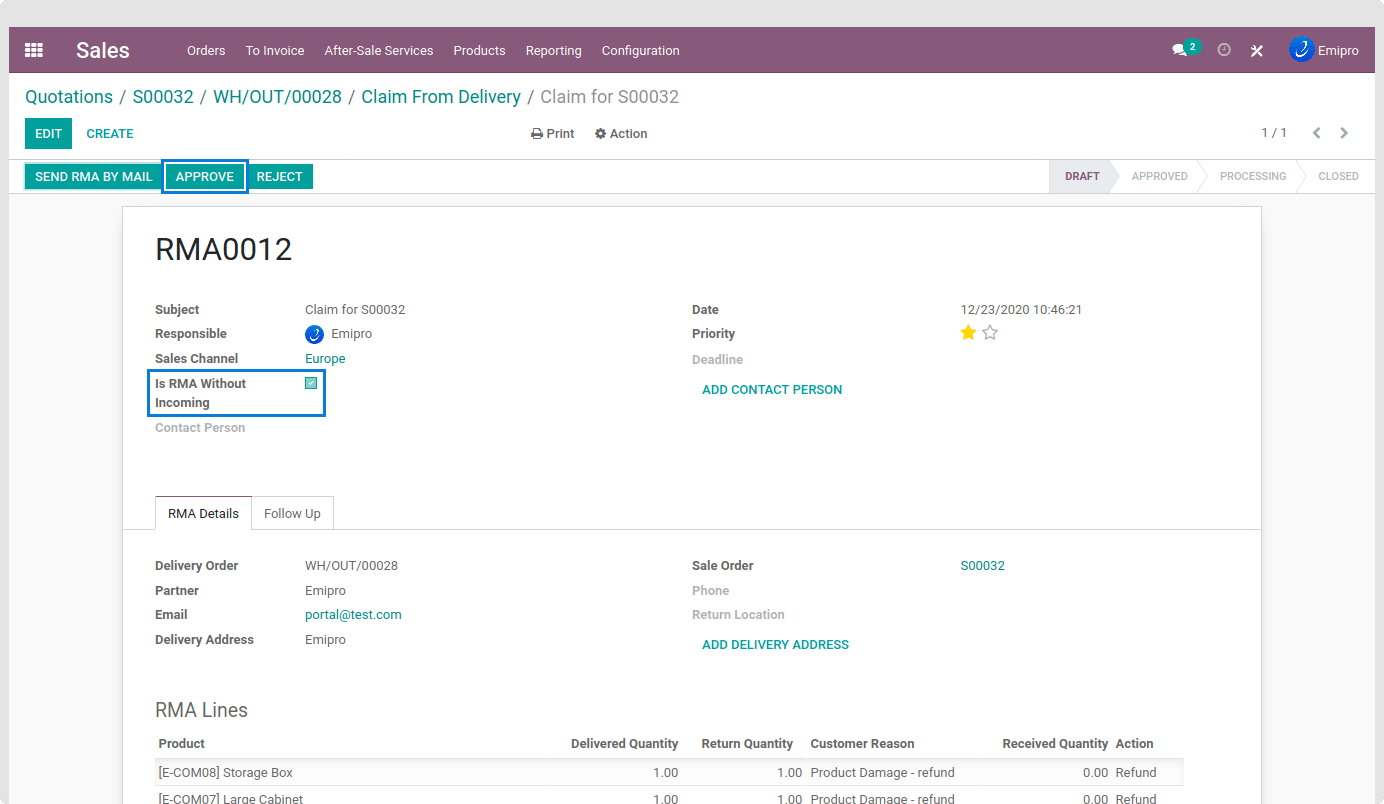 Sales Orders To Invoice After-Sale Services Products Reporting Configuration 2 Emipro
Quotations / S00032 / WH/OUT/00028 / Claim From Delivery / Claim for S00032
EDIT CREATE Print Action 1 / 1
SEND RMA BY MAIL APPROVE REJECT DRAFT APPROVED PROCESSING CLOSED
RMA0012
Subject Claim for S00032 Date 12/23/2020 10:46:21
Responsible Emipro Priority
Sales Channel Europe Deadline
Is RMA Without
Incoming
ADD CONTACT PERSON
Contact Person
RMA Details Follow Up
Delivery Order WH/OUT/00028 Sale Order S00032
Partner Emipro Phone
Email portal@test.com Return Location
Delivery Address Emipro ADD DELIVERY ADDRESS
RMA Lines
Product Delivered Quantity Return Quantity Customer Reason Received Quantity Action
[E-COM08] Storage Box 1.00 1.00 Product Damage - refund 0.00 Refund
[E-COM07] Large Cabinet 1.00 1.00 Product Damage - refund 0.00 Refund